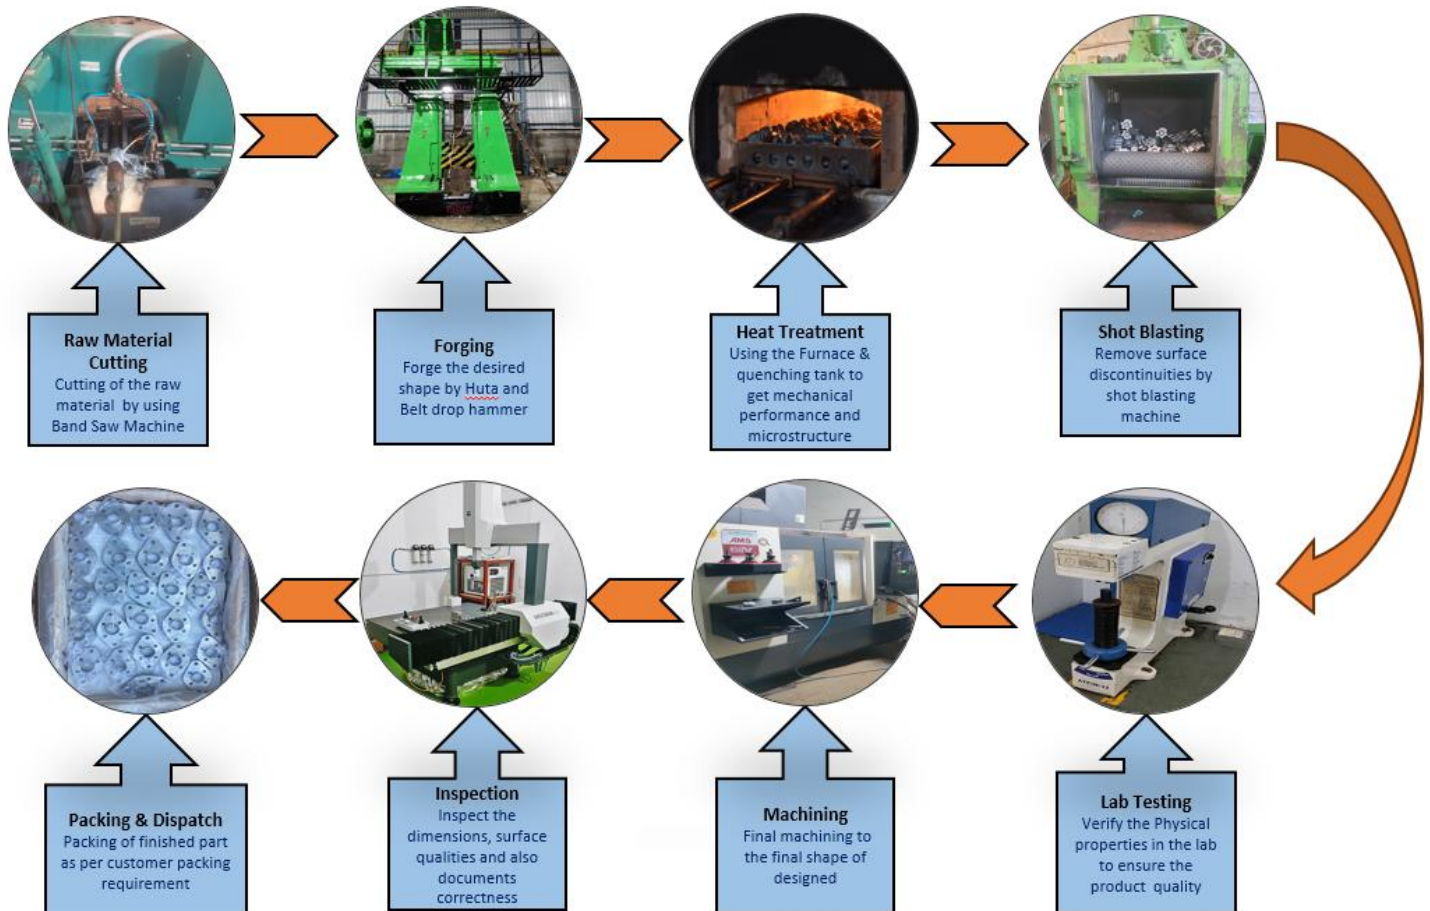 Raw Material
Cutting
Cutting of the raw
material by using
Band Saw Machine
Forging
Forge the desired
shape by Huta and
Belt drop hammer
Heat Treatment
Using the Furnace &
quenching tank to
get mechanical
performance and
microstructure
Shot Blasting
Remove surface
discontinuities by
shot blasting
machine
Lab Testing
Verify the Physical
properties in the lab
to ensure the
product quality
Machining
Final machining to
the final shape of
designed
AMS
Inspection
Inspect the
dimensions, surface
qualities and also
documents
correctness
Packing & Dispatch
Packing of finished part
as per customer packing
requirement